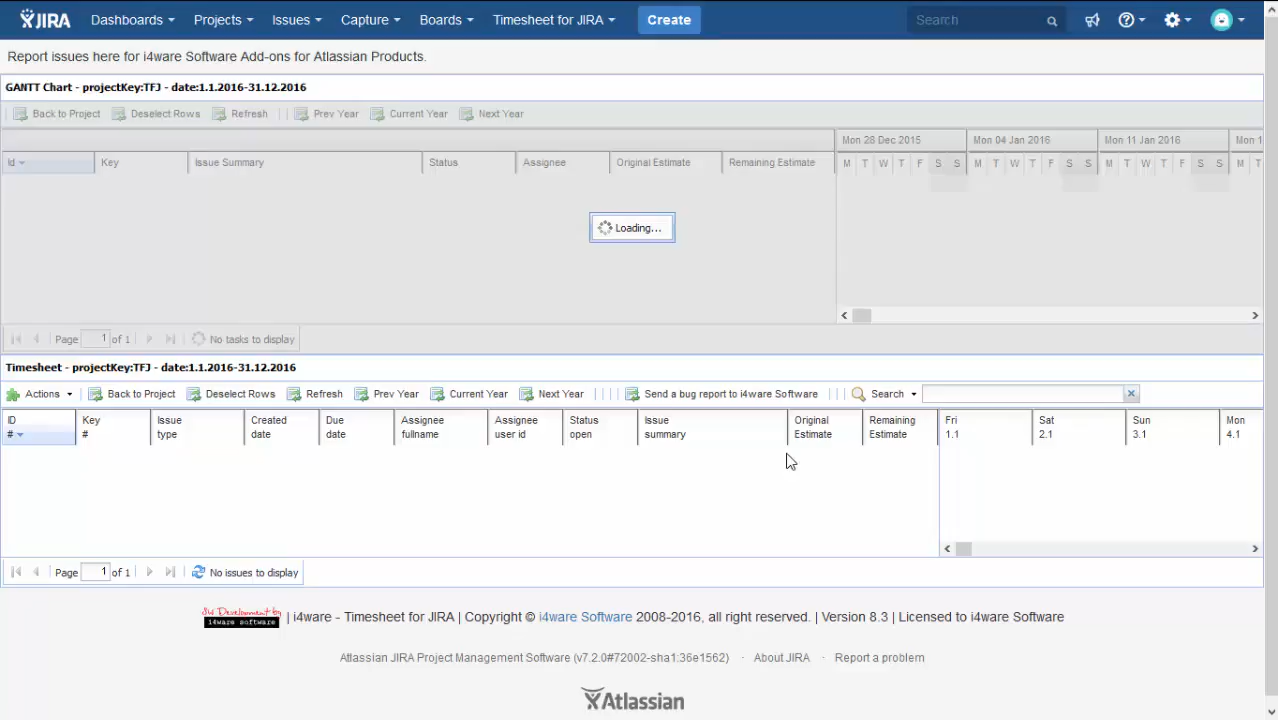 JIRA Dashboards Projects Issues Capture Boards Timesheet for JIRA Create Search
Report issues here for i4ware Software Add-ons for Atlassian Products.
GANTT Chart - projectKey:TFJ - date:1.1.2016-31.12.2016
Back to Project Deselect Rows Refresh Prev Year Current Year Next Year
Mon 28 Dec 2015 Mon 04 Jan 2016 Mon 11 Jan 2016 Mon 1
Id Key Issue Summary Status Assignee Original Estimate Remaining Estimate M T W T F S S M T W T F S S M T W T F S S M T
Loading...
Page 1 of 1 No tasks to display
Timesheet - projectKey:TFJ - date:1.1.2016-31.12.2016
Actions Back to Project Deselect Rows Refresh Prev Year Current Year Next Year Send a bug report to i4ware Software Search
ID Key Issue Created Due Assignee Assignee Status Issue Original Remaining Fri Sat Sun Mon
# # type date date fullname user id open summary Estimate Estimate 1.1 2.1 3.1 4.1
Page 1 of 1 No issues to display
SW Development by
i4ware software | i4ware - Timesheet for JIRA | Copyright © i4ware Software 2008-2016, all right reserved. | Version 8.3 | Licensed to i4ware Software
Atlassian JIRA Project Management Software (v7.2.0#72002-sha1:36e1562) · About JIRA · Report a problem
Atlassian